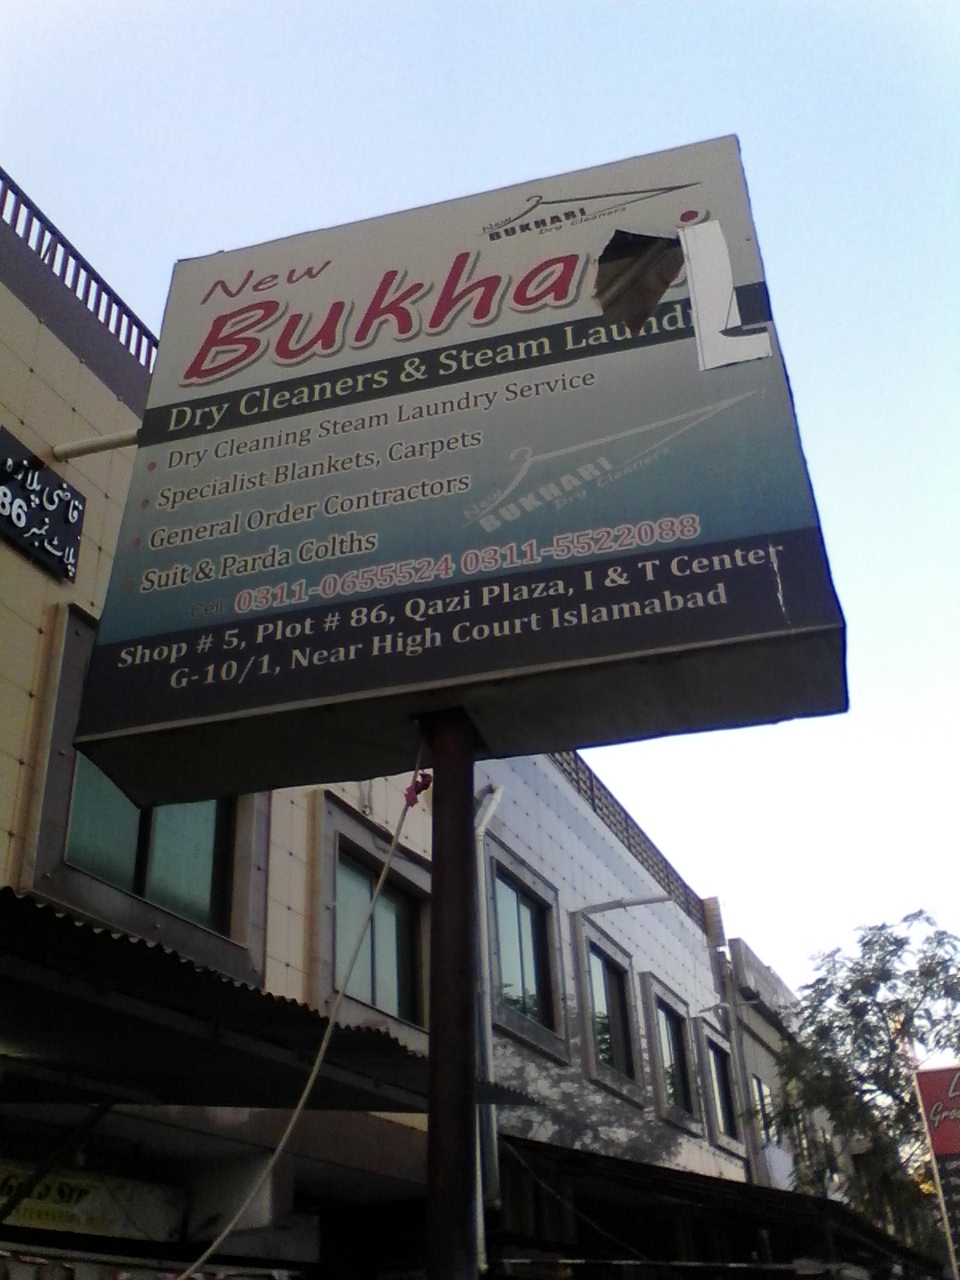 New
BUKHARI
Dry Cleaners
New
Bukhari
Dry Cleaners & Steam Laundry
• Dry Cleaning Steam Laundry Service
• Specialist Blankets, Carpets
• General Order Contractors
• Suit & Parda Colths
New
BUKHARI
Dry Cleaners
Cell: 0311-0655524 0311-5522088
Shop # 5, Plot # 86, Qazi Plaza, I & T Center
G-10/1, Near High Court Islamabad
قاضی پلازہ
پلاٹ نمبر 86